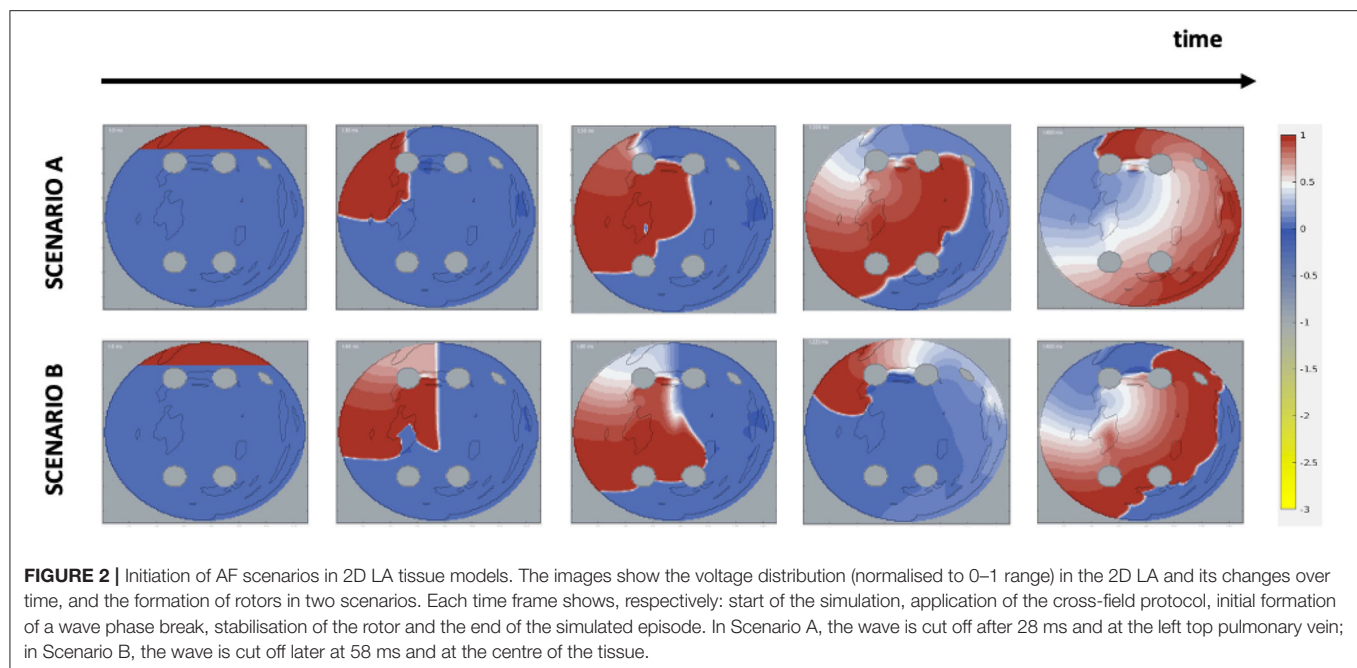 time
SCENARIO A
SCENARIO B
1
0.5
0
-0.5
-1
-1.5
-2
-2.5
-3
FIGURE 2 | Initiation of AF scenarios in 2D LA tissue models. The images show the voltage distribution (normalised to 0–1 range) in the 2D LA and its changes over
time, and the formation of rotors in two scenarios. Each time frame shows, respectively: start of the simulation, application of the cross-field protocol, initial formation
of a wave phase break, stabilisation of the rotor and the end of the simulated episode. In Scenario A, the wave is cut off after 28 ms and at the left top pulmonary vein;
in Scenario B, the wave is cut off later at 58 ms and at the centre of the tissue.